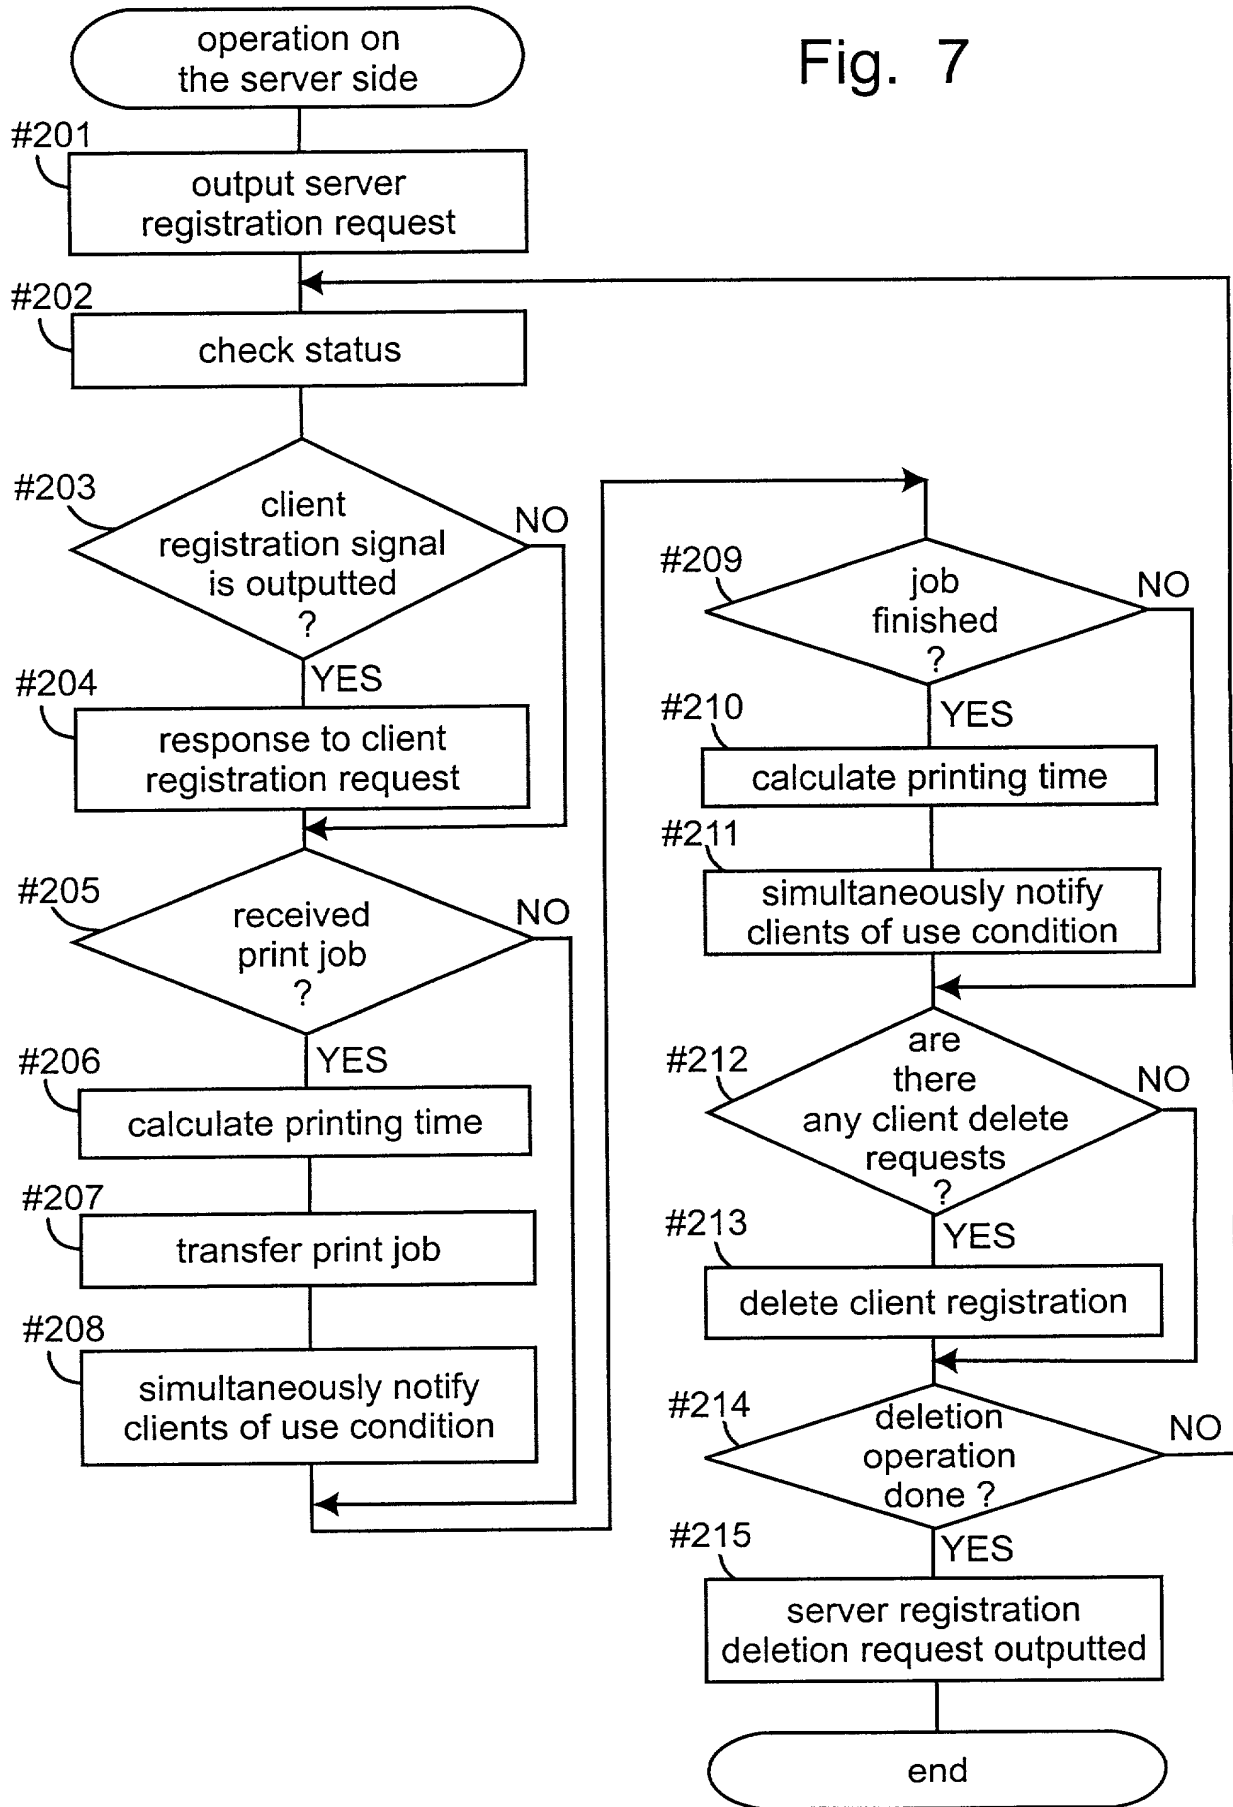 Fig. 7
operation on
the server side
#201
output server
registration request
#202
check status
#203
client
registration signal
is outputted
?
NO
YES
#204
response to client
registration request
#205
received
print job
?
NO
YES
#206
calculate printing time
#207
transfer print job
#208
simultaneously notify
clients of use condition
#209
job
finished
?
NO
YES
#210
calculate printing time
#211
simultaneously notify
clients of use condition
#212
are
there
any client delete
requests
?
NO
YES
#213
delete client registration
#214
deletion
operation
done ?
NO
YES
#215
server registration
deletion request outputted
end